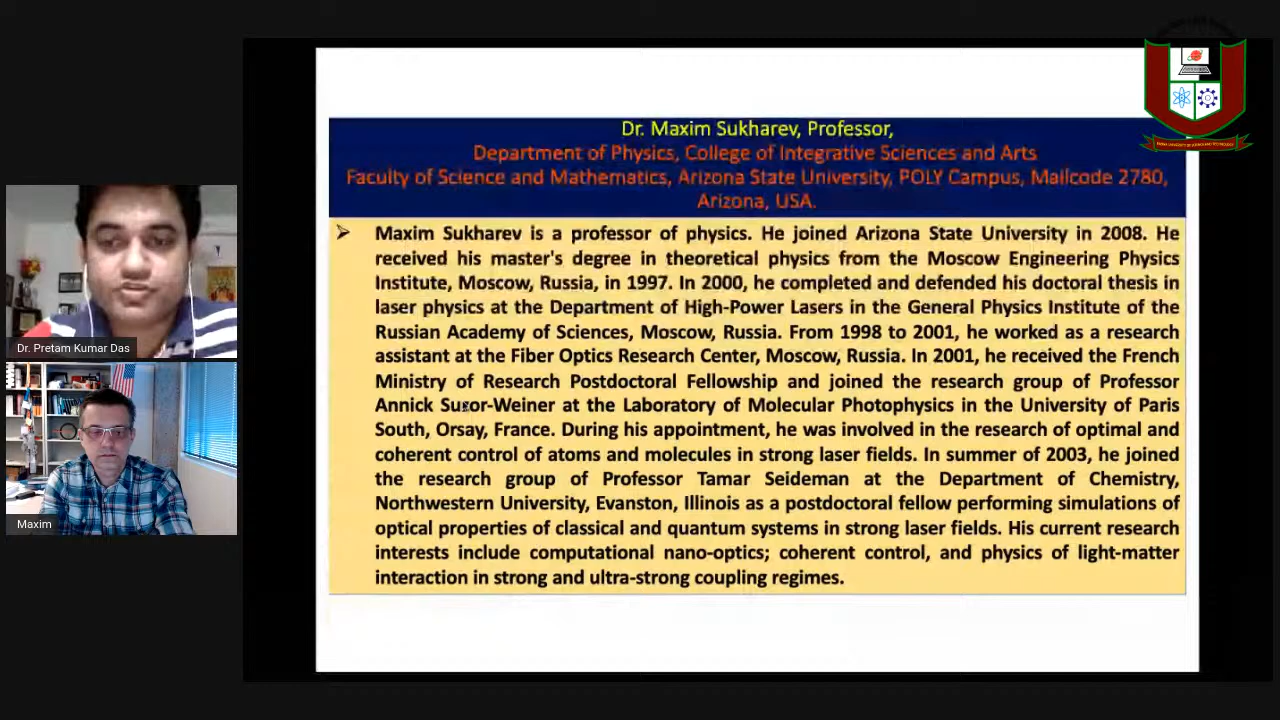 Dr. Maxim Sukharev, Professor,
Department of Physics, College of Integrative Sciences and Arts
Faculty of Science and Mathematics, Arizona State University, POLY Campus, Mailcode 2780,
Arizona, USA.
➢ Maxim Sukharev is a professor of physics. He joined Arizona State University in 2008. He
received his master's degree in theoretical physics from the Moscow Engineering Physics
Institute, Moscow, Russia, in 1997. In 2000, he completed and defended his doctoral thesis in
laser physics at the Department of High-Power Lasers in the General Physics Institute of the
Russian Academy of Sciences, Moscow, Russia. From 1998 to 2001, he worked as a research
assistant at the Fiber Optics Research Center, Moscow, Russia. In 2001, he received the French
Ministry of Research Postdoctoral Fellowship and joined the research group of Professor
Annick Suzor-Weiner at the Laboratory of Molecular Photophysics in the University of Paris
South, Orsay, France. During his appointment, he was involved in the research of optimal and
coherent control of atoms and molecules in strong laser fields. In summer of 2003, he joined
the research group of Professor Tamar Seideman at the Department of Chemistry,
Northwestern University, Evanston, Illinois as a postdoctoral fellow performing simulations of
optical properties of classical and quantum systems in strong laser fields. His current research
interests include computational nano-optics; coherent control, and physics of light-matter
interaction in strong and ultra-strong coupling regimes.
Dr. Pretam Kumar Das
Maxim